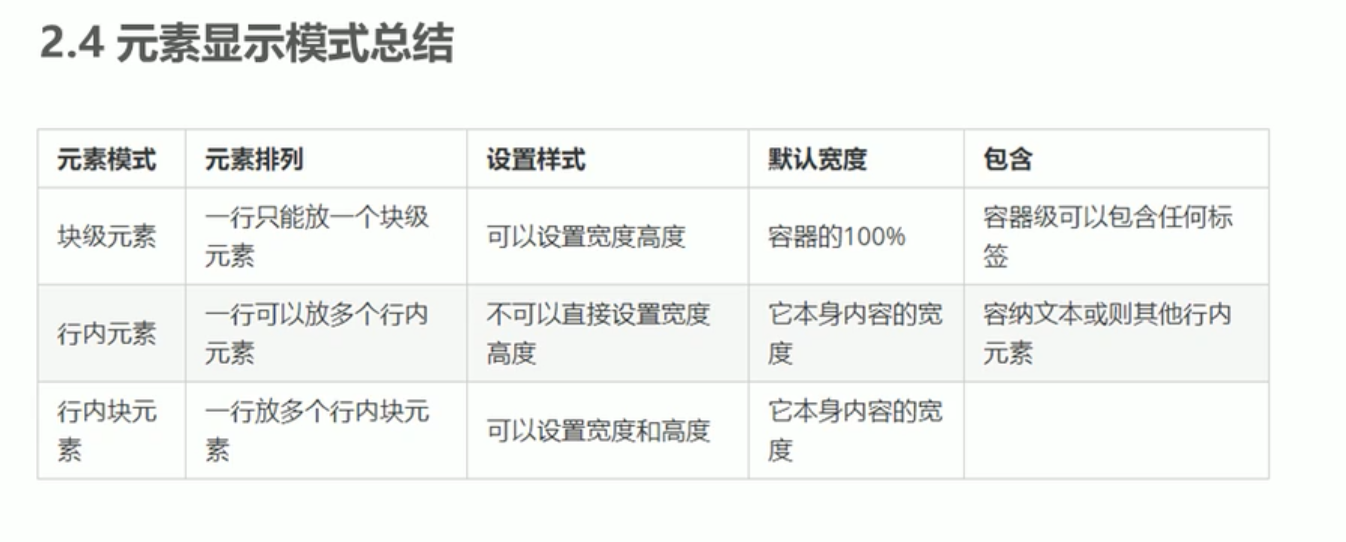 2.4 元素显示模式总结
元素模式 元素排列 设置样式 默认宽度 包含
块级元素 一行只能放一个块级元素 可以设置宽度高度 容器的100% 容器级可以包含任何标签
行内元素 一行可以放多个行内元素 不可以直接设置宽度高度 它本身内容的宽度 容纳文本或则其他行内元素
行内块元素 一行放多个行内块元素 可以设置宽度和高度 它本身内容的宽度